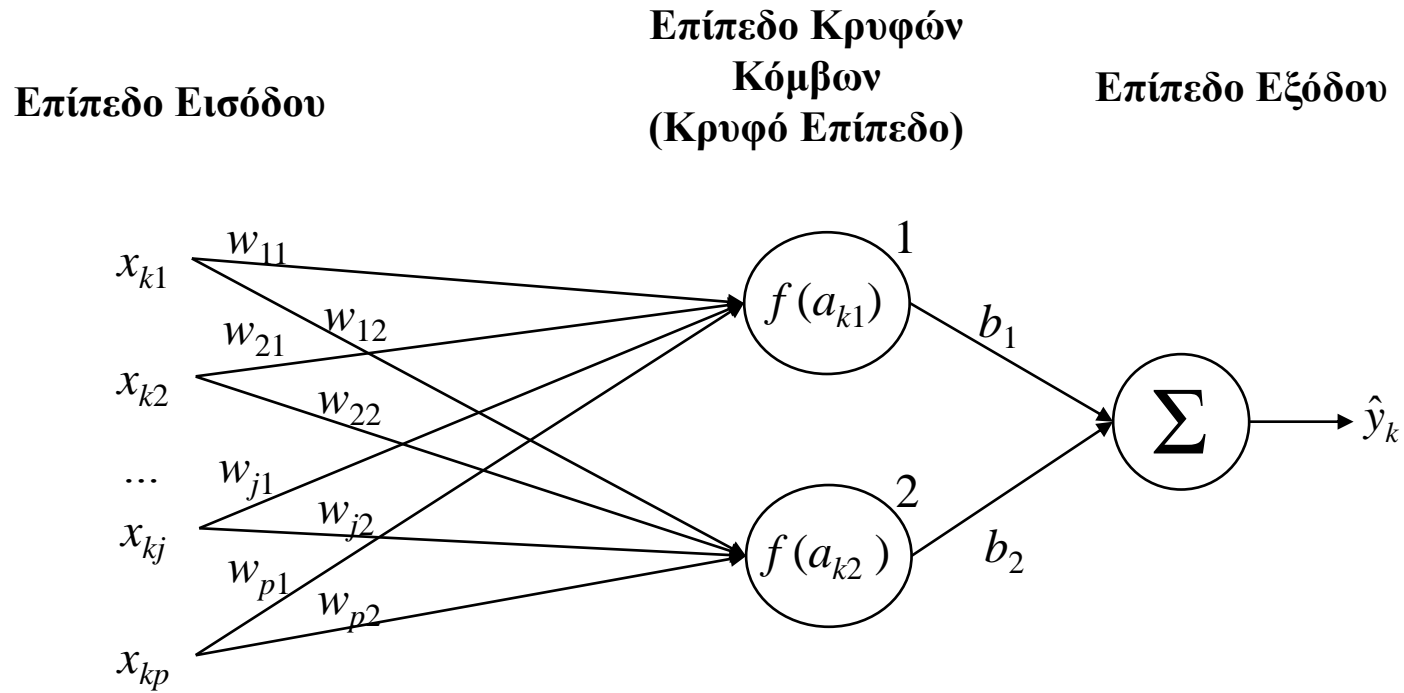 Επίπεδο Εισόδου
Επίπεδο Κρυφών
Κόμβων
(Κρυφό Επίπεδο)
Επίπεδο Εξόδου
x_{k1}
w_{11}
w_{12}
x_{k2}
w_{21}
w_{22}
...
x_{kj}
w_{j1}
w_{j2}
x_{kp}
w_{p1}
w_{p2}
1
f(a_{k1})
b_1
2
f(a_{k2})
b_2
Σ
ŷ_k